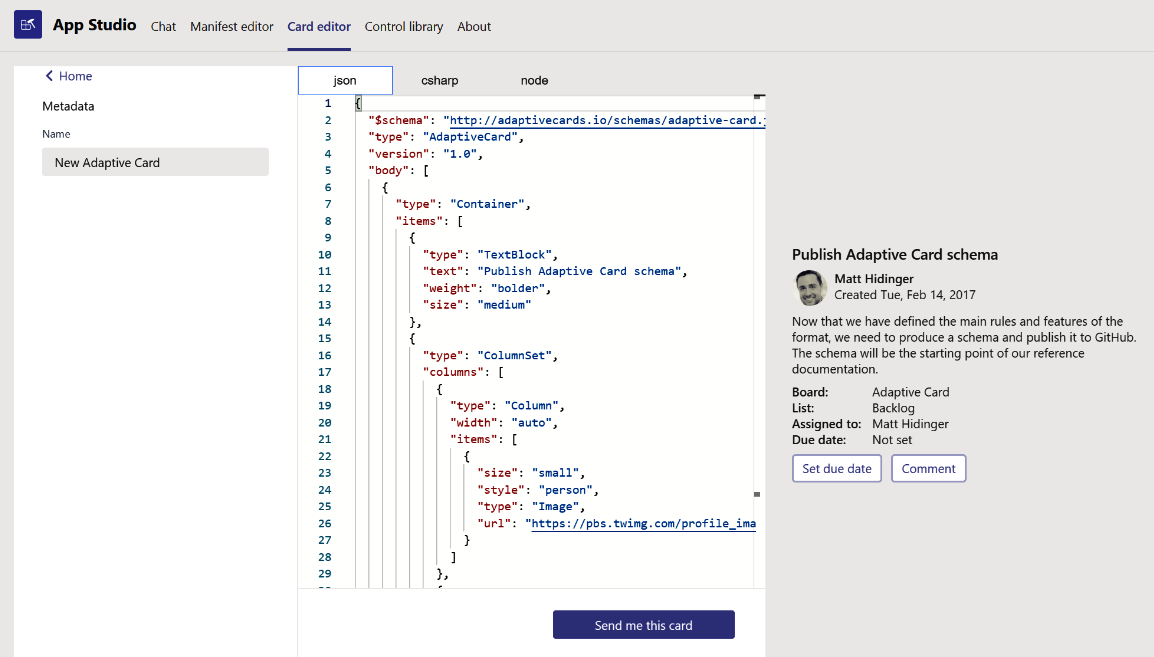 App Studio Chat Manifest editor Card editor Control library About
Home
Metadata
Name
New Adaptive Card
json csharp node
1 {
2 "$schema": "http://adaptivecards.io/schemas/adaptive-card.j
3 "type": "AdaptiveCard",
4 "version": "1.0",
5 "body": [
6 {
7 "type": "Container",
8 "items": [
9 {
10 "type": "TextBlock",
11 "text": "Publish Adaptive Card schema",
12 "weight": "bolder",
13 "size": "medium"
14 },
15 {
16 "type": "ColumnSet",
17 "columns": [
18 {
19 "type": "Column",
20 "width": "auto",
21 "items": [
22 {
23 "size": "small",
24 "style": "person",
25 "type": "Image",
26 "url": "https://pbs.twimg.com/profile_ima
27 }
28 ]
29 },
Send me this card
Publish Adaptive Card schema
Matt Hidinger
Created Tue, Feb 14, 2017
Now that we have defined the main rules and features of the
format, we need to produce a schema and publish it to GitHub.
The schema will be the starting point of our reference
documentation.
Board: Adaptive Card
List: Backlog
Assigned to: Matt Hidinger
Due date: Not set
Set due date Comment